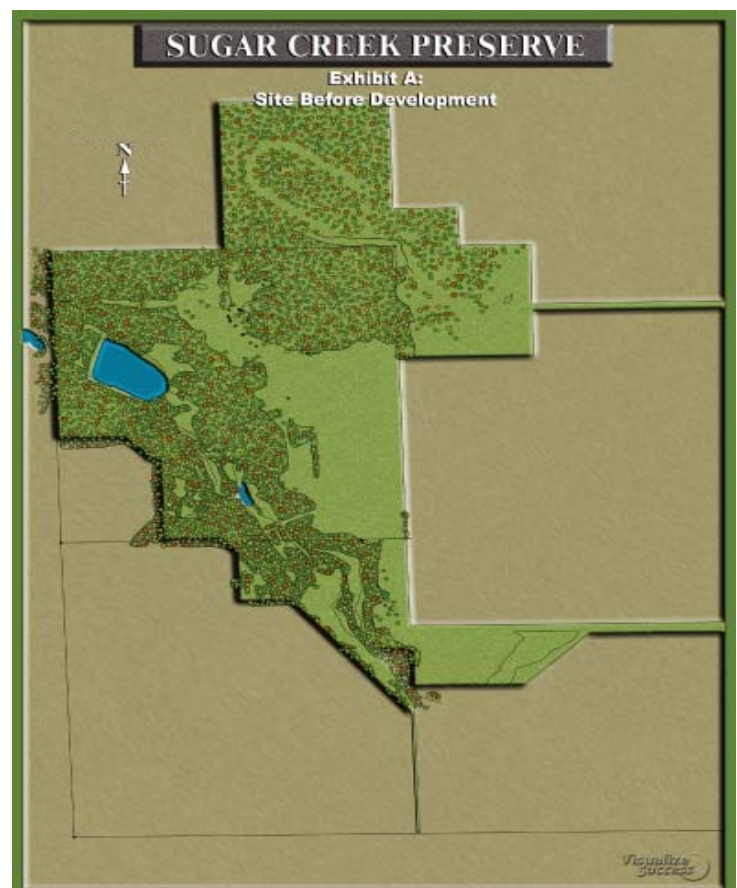 SUGAR CREEK PRESERVE
Exhibit A:
Site Before Development
N
Visualize
Success